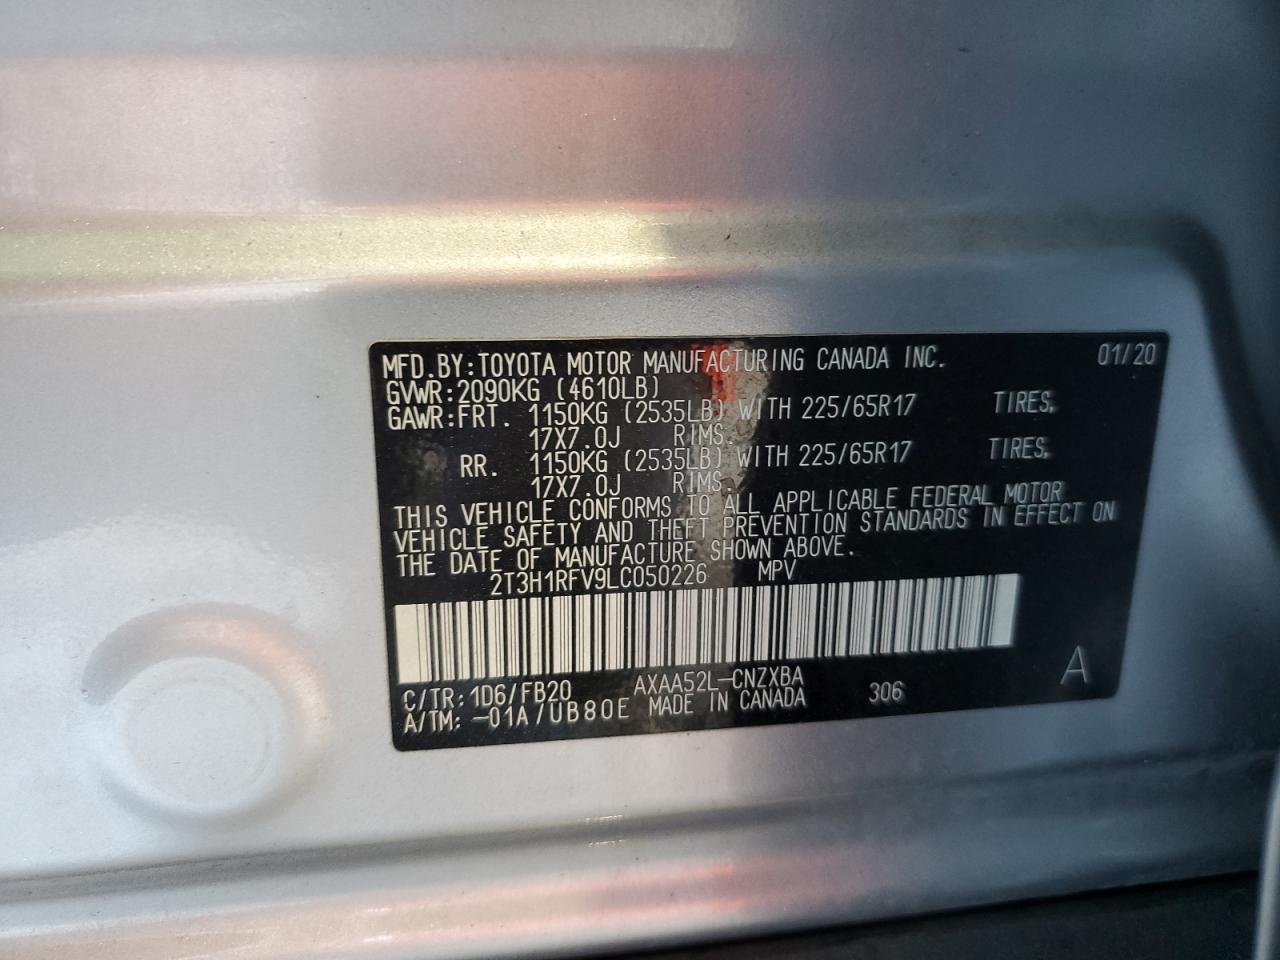 MFD.BY:TOYOTA MOTOR MANUFACTURING CANADA INC. 01/20
GVWR:2090KG (4610LB)
GAWR:FRT. 1150KG (2535LB) WITH 225/65R17 TIRES,
17X7.0J RIMS.
RR. 1150KG (2535LB) WITH 225/65R17 TIRES,
17X7.0J RIMS.
THIS VEHICLE CONFORMS TO ALL APPLICABLE FEDERAL MOTOR
VEHICLE SAFETY AND THEFT PREVENTION STANDARDS IN EFFECT ON
THE DATE OF MANUFACTURE SHOWN ABOVE.
2T3H1RFV9LC050226 MPV
C/TR: 1D6/FB20 AXAA52L-CNZXBA 306 A
A/TM: -01A/UB80E MADE IN CANADA